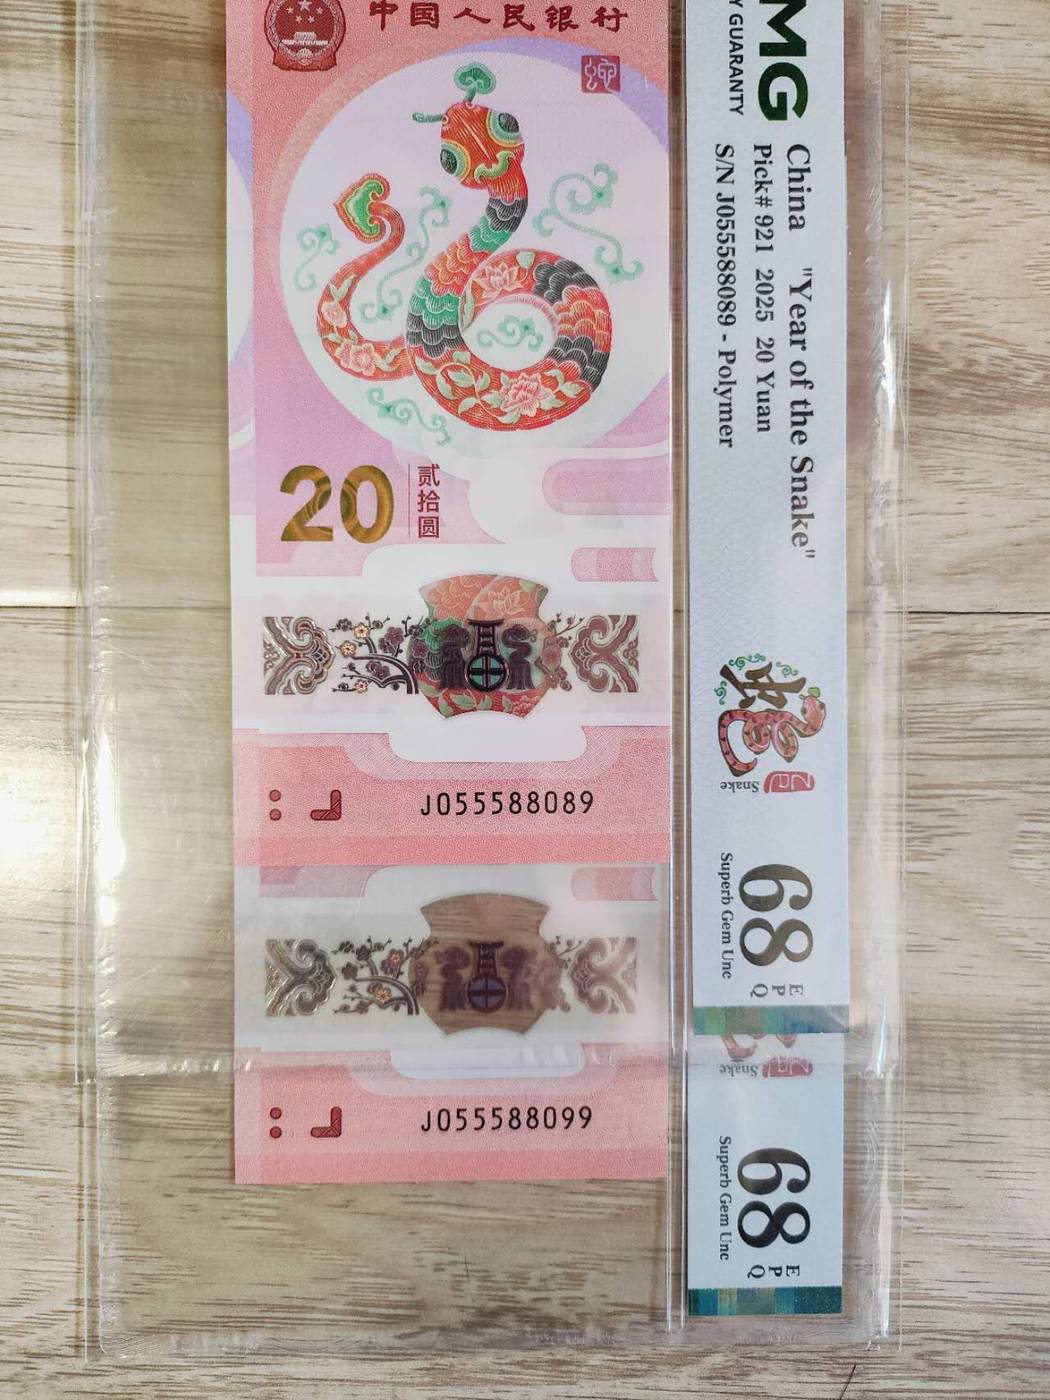 中国人民银行
蛇
20
贰拾圆
J055588089
J055588099
MG
Y GUARANTY
China "Year of the Snake"
Pick# 921 2025 20 Yuan
S/N J055588089 - Polymer
蛇
Snake
68
EPQ
Superb Gem Unc
Snake
68
EPQ
Superb Gem Unc